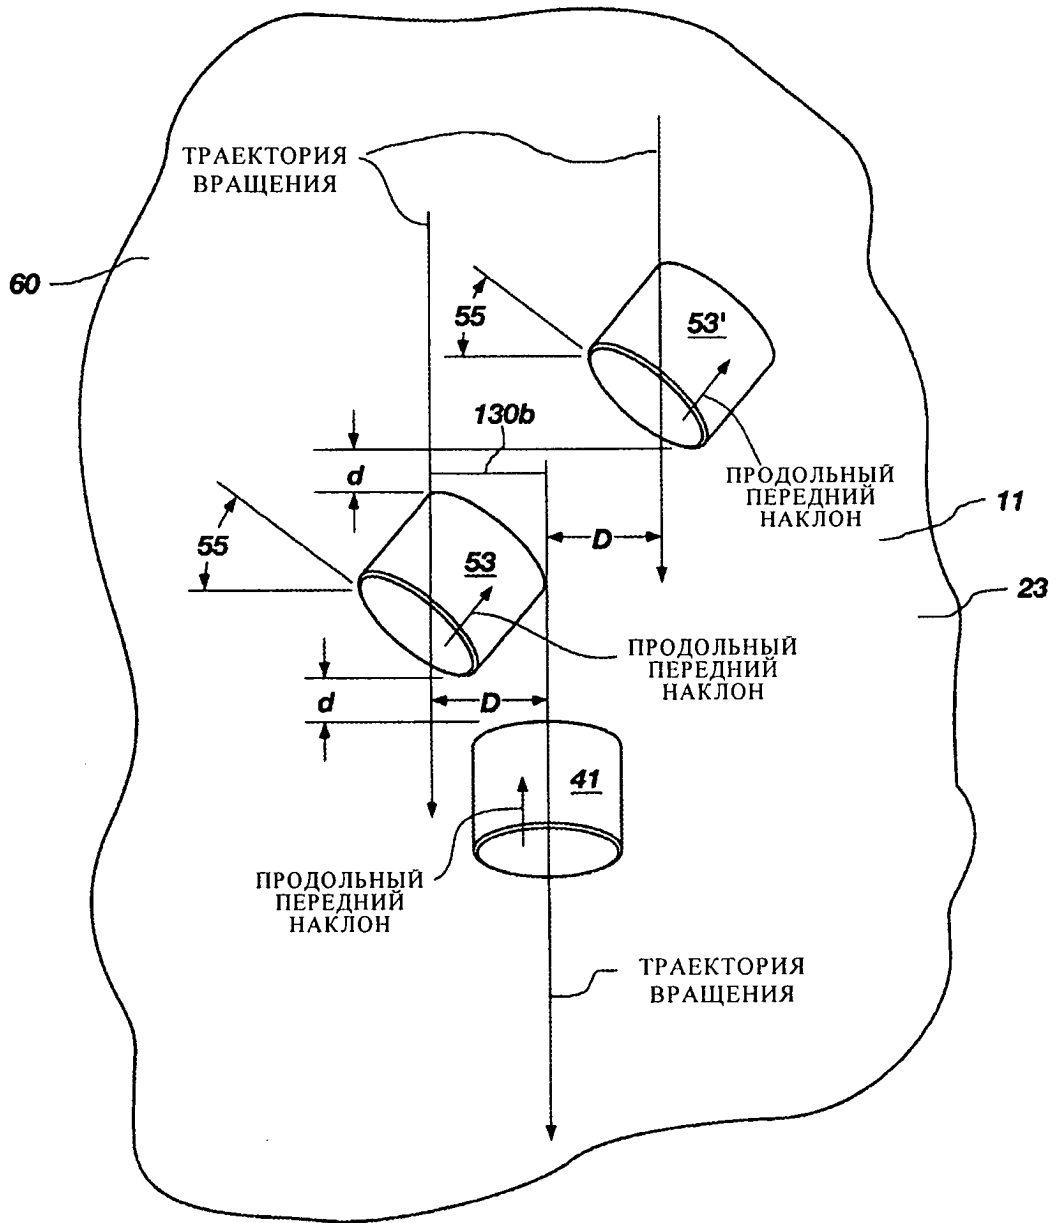 ТРАЕКТОРИЯ
ВРАЩЕНИЯ
60
55
53'
130b
d
ПРОДОЛЬНЫЙ
ПЕРЕДНИЙ
НАКЛОН
11
D
55
53
23
ПРОДОЛЬНЫЙ
ПЕРЕДНИЙ
НАКЛОН
d
D
41
ПРОДОЛЬНЫЙ
ПЕРЕДНИЙ
НАКЛОН
ТРАЕКТОРИЯ
ВРАЩЕНИЯ